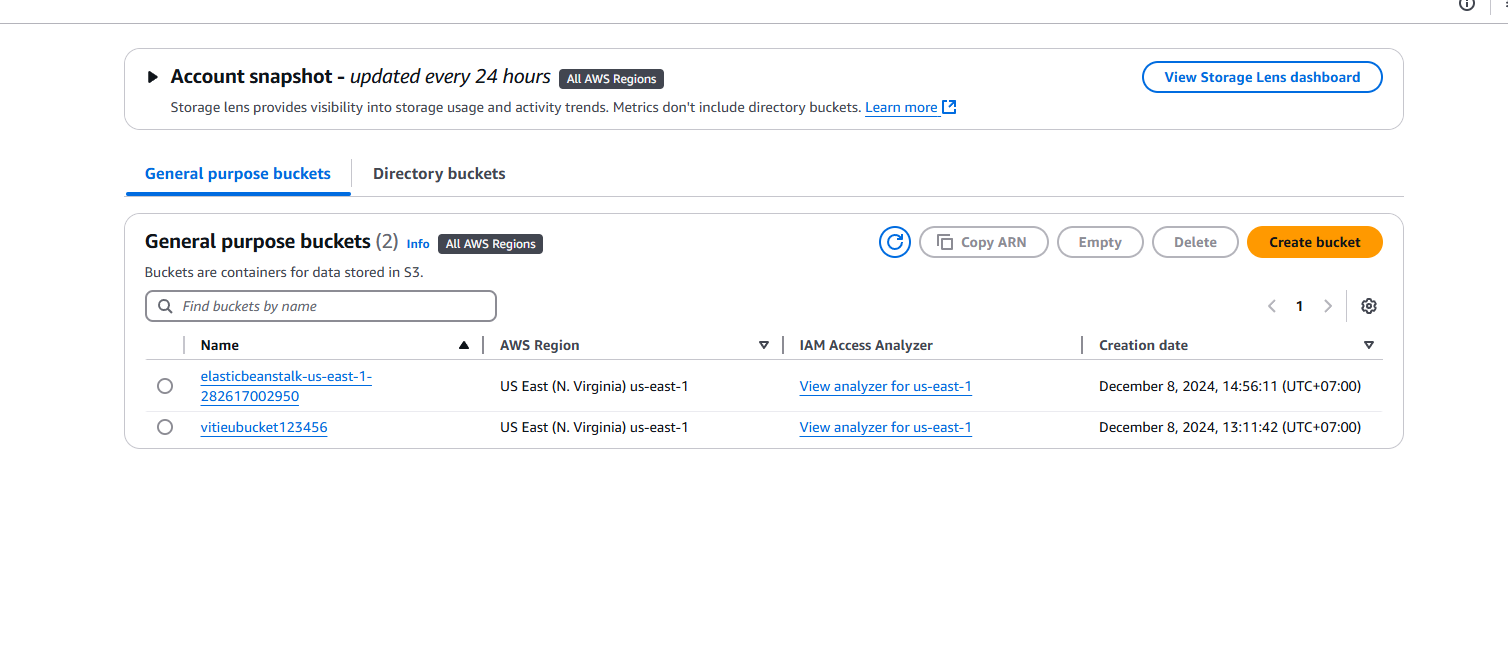 Account snapshot - updated every 24 hours All AWS Regions View Storage Lens dashboard
Storage lens provides visibility into storage usage and activity trends. Metrics don't include directory buckets. Learn more
General purpose buckets Directory buckets
General purpose buckets (2) Info All AWS Regions Copy ARN Empty Delete Create bucket
Buckets are containers for data stored in S3.
Find buckets by name 1
Name AWS Region IAM Access Analyzer Creation date
elasticbeanstalk-us-east-1-
282617002950 US East (N. Virginia) us-east-1 View analyzer for us-east-1 December 8, 2024, 14:56:11 (UTC+07:00)
vitieubucket123456 US East (N. Virginia) us-east-1 View analyzer for us-east-1 December 8, 2024, 13:11:42 (UTC+07:00)